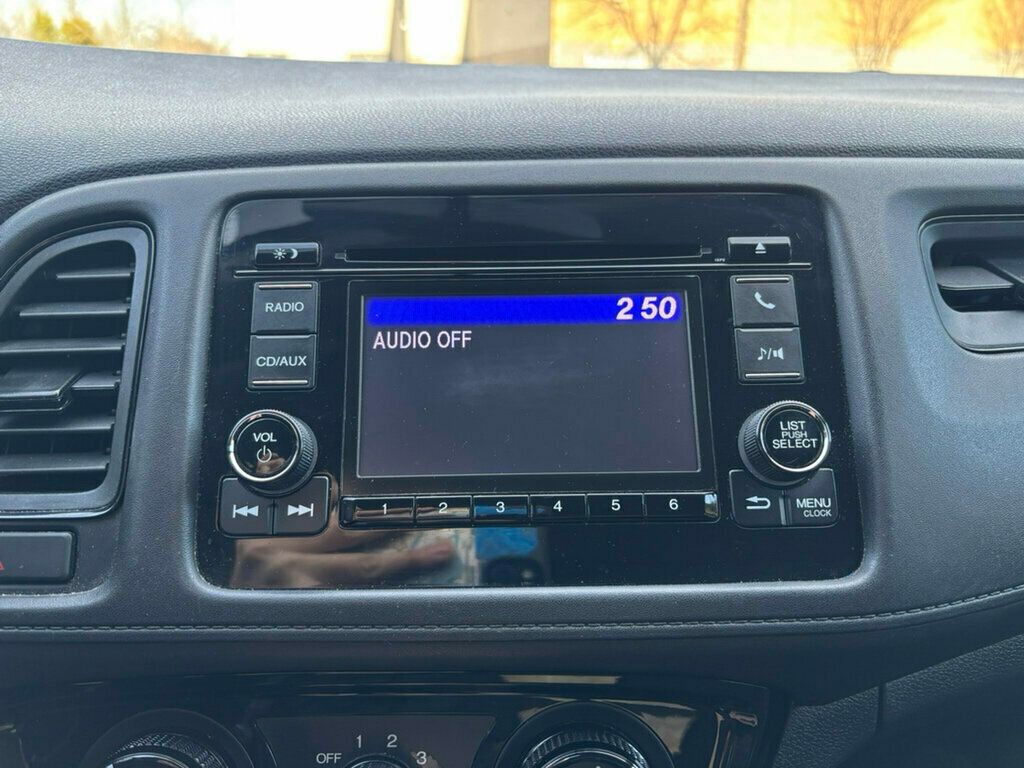 RADIO
CD/AUX
VOL
2 50
AUDIO OFF
1 2 3 4 5 6
LIST
PUSH
SELECT
MENU
CLOCK
1 2 3
OFF